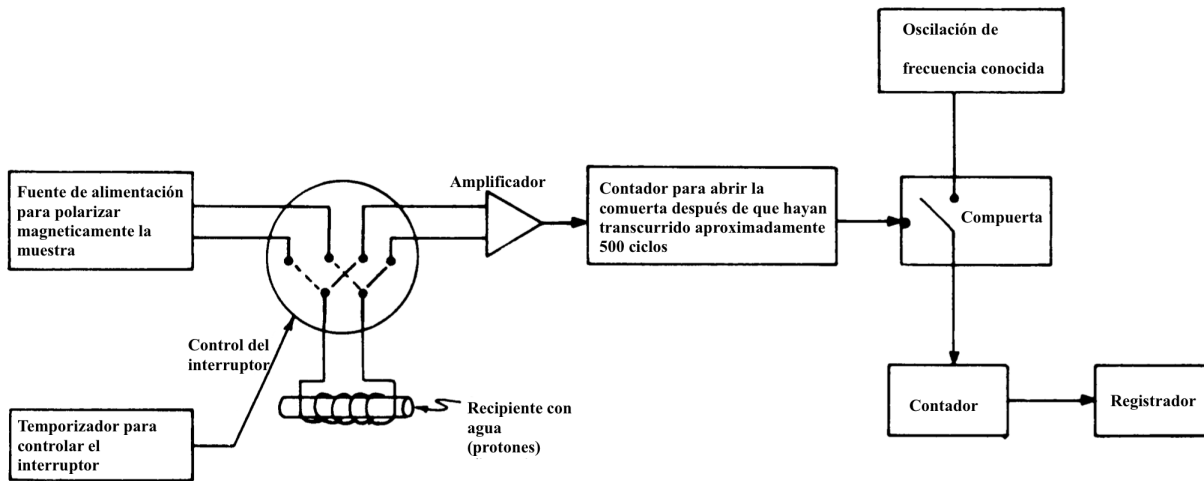 Oscilación de
frecuencia conocida
Fuente de alimentación
para polarizar
magneticamente la
muestra
Amplificador
Contador para abrir la
comuerta después de que hayan
transcurrido aproximadamente
500 ciclos
Compuerta
Control del
interruptor
Temporizador para
controlar el
interruptor
Recipiente con
agua
(protones)
Contador
Registrador